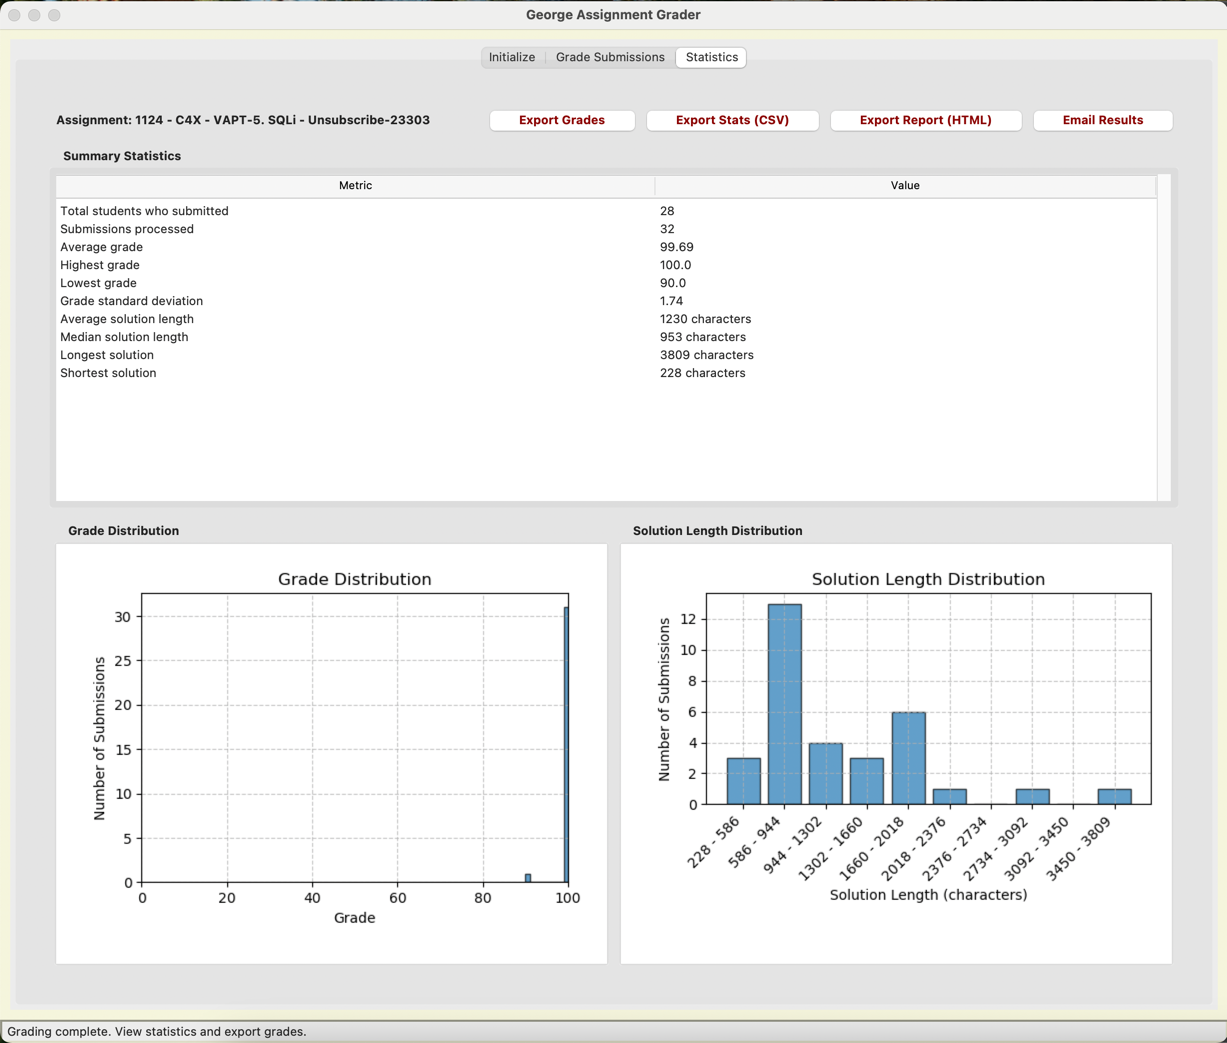 George Assignment Grader
Initialize
Grade Submissions
Statistics
Assignment: 1124 - C4X - VAPT-5. SQLi - Unsubscribe-23303
Export Grades
Export Stats (CSV)
Export Report (HTML)
Email Results
Summary Statistics
Metric Value
Total students who submitted 28
Submissions processed 32
Average grade 99.69
Highest grade 100.0
Lowest grade 90.0
Grade standard deviation 1.74
Average solution length 1230 characters
Median solution length 953 characters
Longest solution 3809 characters
Shortest solution 228 characters
Grade Distribution
Grade Distribution
Number of Submissions
30
25
20
15
10
5
0
0 20 40 60 80 100
Grade
Solution Length Distribution
Solution Length Distribution
Number of Submissions
12
10
8
6
4
2
0
228 - 586
586 - 944
944 - 1302
1302 - 1660
1660 - 2018
2018 - 2376
2376 - 2734
2734 - 3092
3092 - 3450
3450 - 3809
Solution Length (characters)
Grading complete. View statistics and export grades.